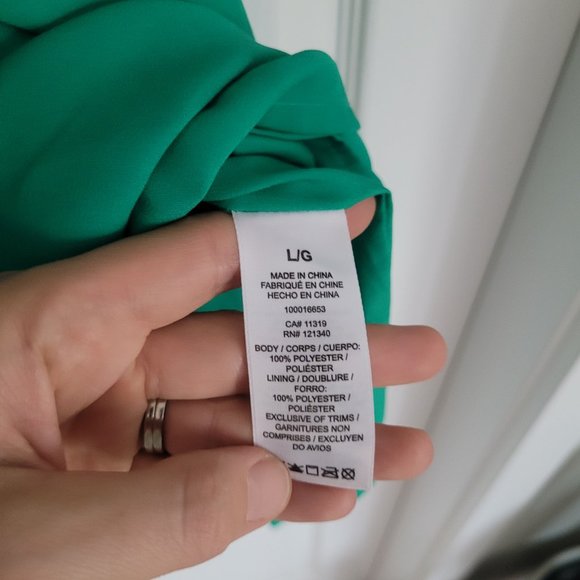 L/G
MADE IN CHINA
FABRIQUÉ EN CHINE
HECHO EN CHINA
100016653
CA# 11319
RN# 121340
BODY / CORPS / CUERPO:
100% POLYESTER /
POLIÉSTER
LINING / DOUBLURE /
FORRO:
100% POLYESTER /
POLIÉSTER
EXCLUSIVE OF TRIMS /
GARNITURES NON
COMPRISES / EXCLUYEN
DO AVIOS